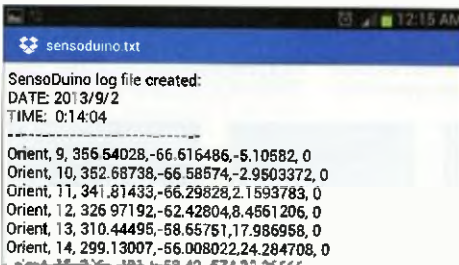 12:15 AM
sensoduino.txt
SensoDuino log file created:
DATE: 2013/9/2
TIME: 0:14:04
------------------------------
Orient, 9, 356.54028,-66.616486,-5.10582, 0
Orient, 10, 352.68738,-66.58574,-2.9503372, 0
Orient, 11, 341.81433,-66.29828,2.1593783, 0
Orient, 12, 326.97192,-62.42804,8.4561206, 0
Orient, 13, 310.44495,-58.65751,17.986958, 0
Orient, 14, 299.13007,-56.008022,24.284708, 0